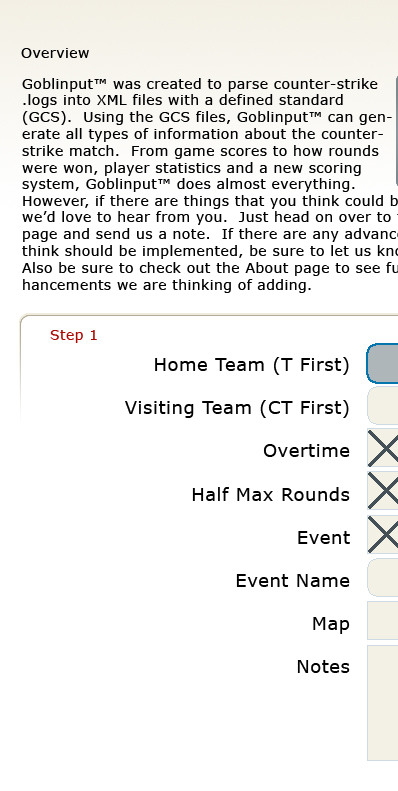 Overview
Goblinput™ was created to parse counter-strike
.logs into XML files with a defined standard
(GCS).  Using the GCS files, Goblinput™ can gen-
erate all types of information about the counter-
strike match.  From game scores to how rounds
were won, player statistics and a new scoring
system, Goblinput™ does almost everything.
However, if there are things that you think could b
we'd love to hear from you.  Just head on over to
page and send us a note.  If there are any advanc
think should be implemented, be sure to let us kno
Also be sure to check out the About page to see fu
hancements we are thinking of adding.
Step 1
Home Team (T First)
Visiting Team (CT First)
Overtime
Half Max Rounds
Event
Event Name
Map
Notes